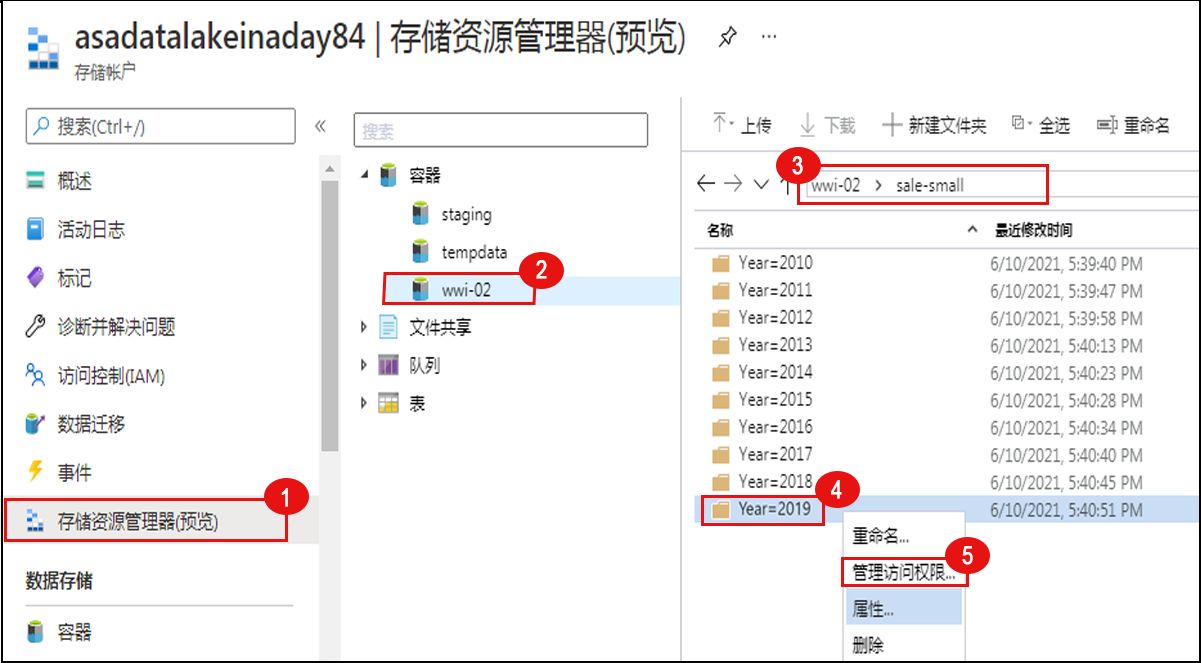 asadatalakeinaday84 | 存储资源管理器(预览)
存储帐户
搜索(Ctrl+/)
«
概述
活动日志
标记
诊断并解决问题
访问控制(IAM)
数据迁移
事件
1
存储资源管理器(预览)
数据存储
容器
搜索
容器
staging
tempdata
2
wwi-02
文件共享
队列
表
上传 下载 新建文件夹 全选 重命名
3
wwi-02 > sale-small
名称 最近修改时间
Year=2010 6/10/2021, 5:39:40 PM
Year=2011 6/10/2021, 5:39:47 PM
Year=2012 6/10/2021, 5:39:58 PM
Year=2013 6/10/2021, 5:40:13 PM
Year=2014 6/10/2021, 5:40:23 PM
Year=2015 6/10/2021, 5:40:28 PM
Year=2016 6/10/2021, 5:40:34 PM
Year=2017 6/10/2021, 5:40:40 PM
Year=2018 6/10/2021, 5:40:45 PM
4
Year=2019 6/10/2021, 5:40:51 PM
重命名...
5
管理访问权限...
属性...
删除